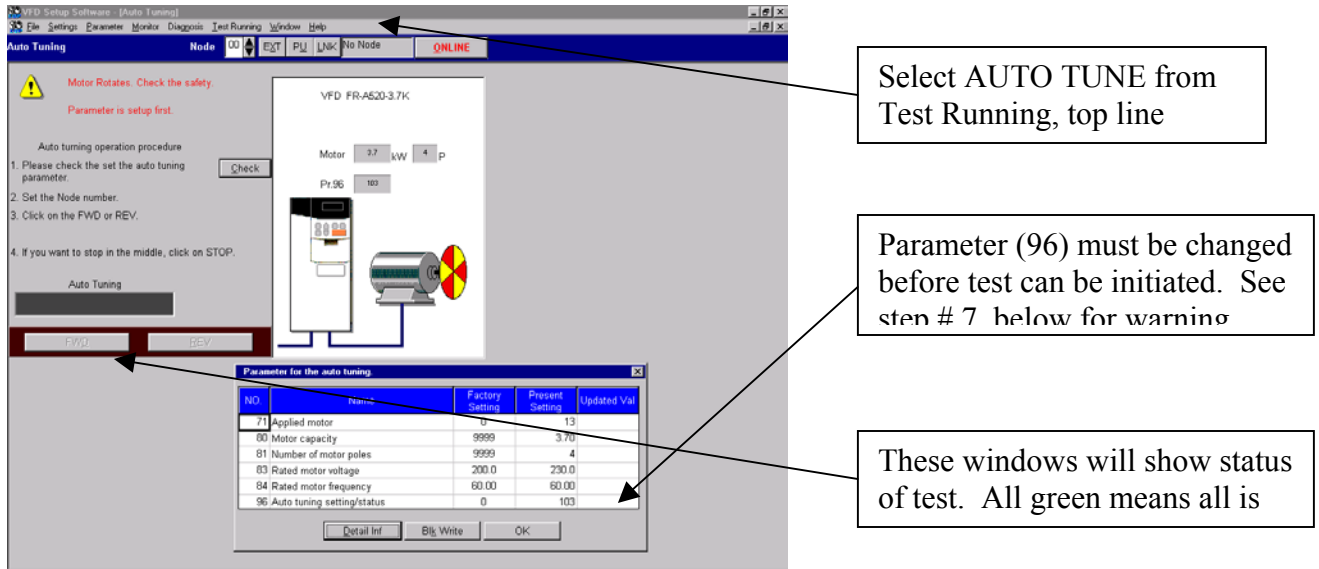 VFD Setup Software - [Auto Tuning]
File Settings Parameter Monitor Diagnosis Test Running Window Help
Auto Tuning Node 00 EXT PU LNK No Node ONLINE
Motor Rotates. Check the safety.
Parameter is setup first.
Auto turning operation procedure
1. Please check the set the auto tuning
parameter.
Check
2. Set the Node number.
3. Click on the FWD or REV.
4. If you want to stop in the middle, click on STOP.
Auto Tuning
FWD REV
VFD FR-A520-3.7K
Motor 3.7 kW 4 P
Pr.96 103
Parameter for the auto tuning.
NO. Name Factory Setting Present Setting Updated Val
71 Applied motor 0 13
80 Motor capacity 9999 3.70
81 Number of motor poles 9999 4
83 Rated motor voltage 200.0 230.0
84 Rated motor frequency 60.00 60.00
96 Auto tuning setting/status 0 103
Detail Inf Blk Write OK
Select AUTO TUNE from
Test Running, top line
Parameter (96) must be changed
before test can be initiated. See
step # 7 below for warning
These windows will show status
of test. All green means all is